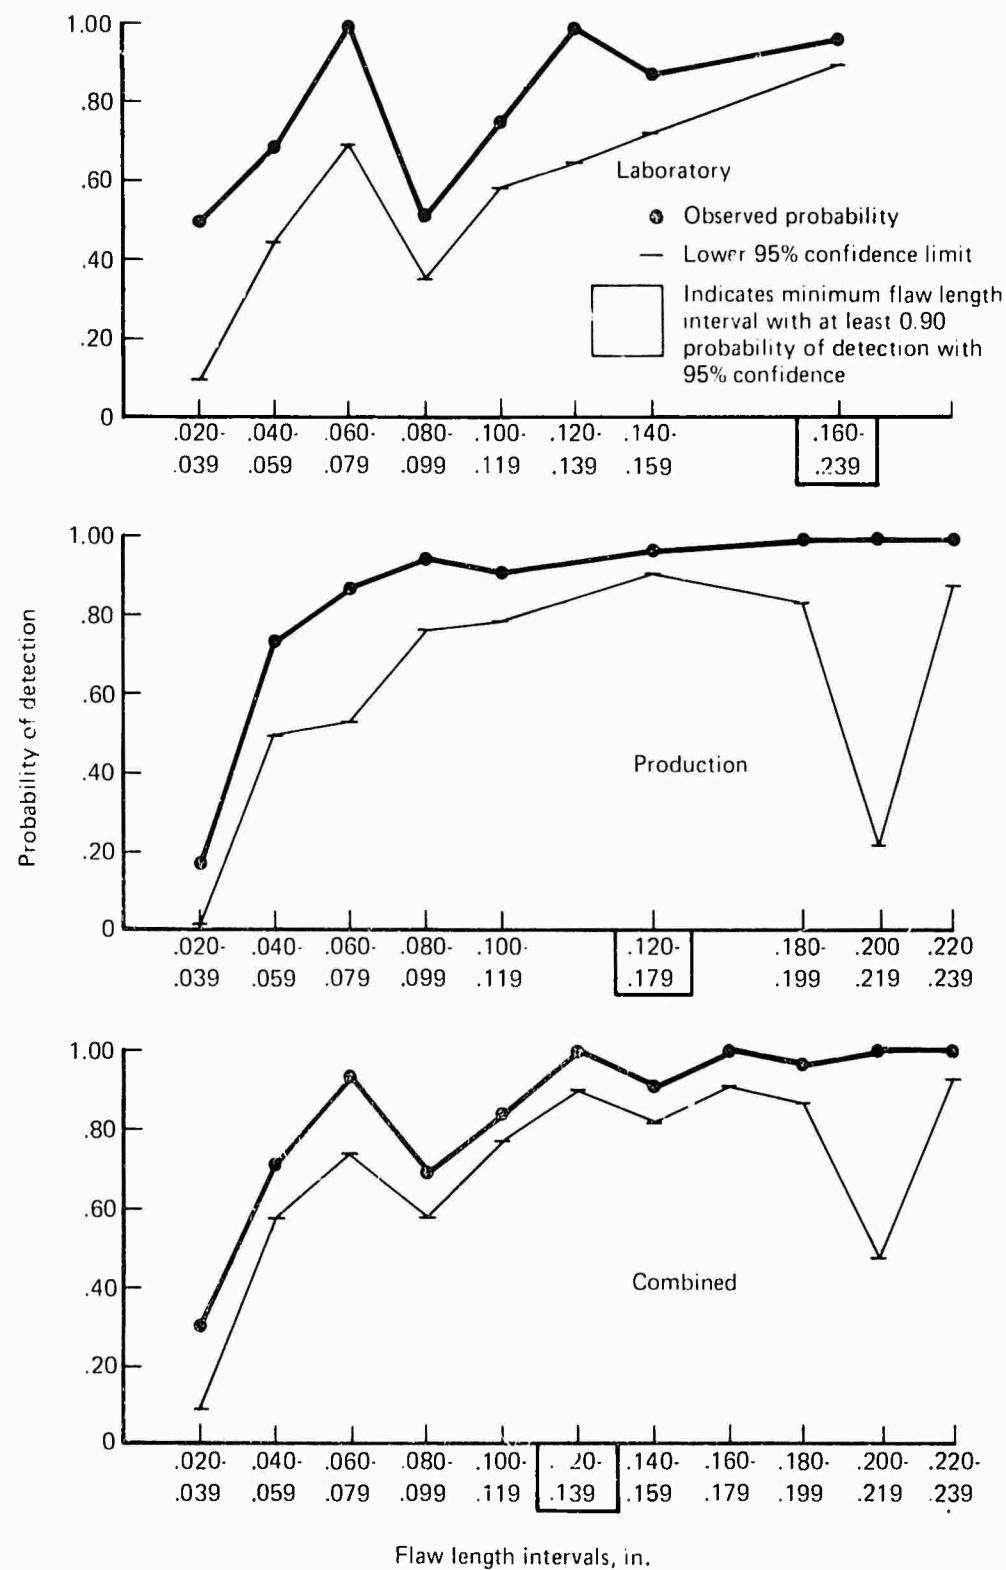 1.00
.80
.60
.40
.20
0
Laboratory
Observed probability
Lower 95% confidence limit
Indicates minimum flaw length
interval with at least 0.90
probability of detection with
95% confidence
.020- .040- .060- .080- .100- .120- .140- .160-
.039 .059 .079 .099 .119 .139 .159 .239
Probability of detection
1.00
.80
.60
.40
.20
0
Production
.020- .040- .060- .080- .100- .120- .180- .200 .220
.039 .059 .079 .099 .119 .179 .199 .219 .239
1.00
.80
.60
.40
.20
0
Combined
.020- .040- .060- .080- .100- . 20- .140- .160- .180- .200- .220-
.039 .059 .079 .099 .119 .139 .159 .179 .199 .219 .239
Flaw length intervals, in.